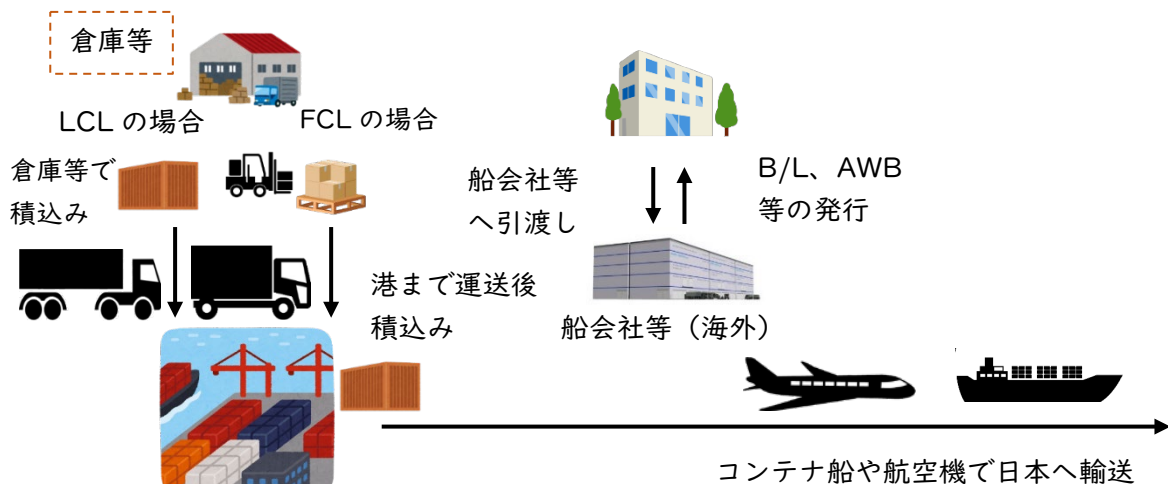 倉庫等
LCL の場合
FCL の場合
倉庫等で
積込み
船会社等
へ引渡し
B/L、AWB
等の発行
港まで運送後
積込み
船会社等（海外）
コンテナ船や航空機で日本へ輸送